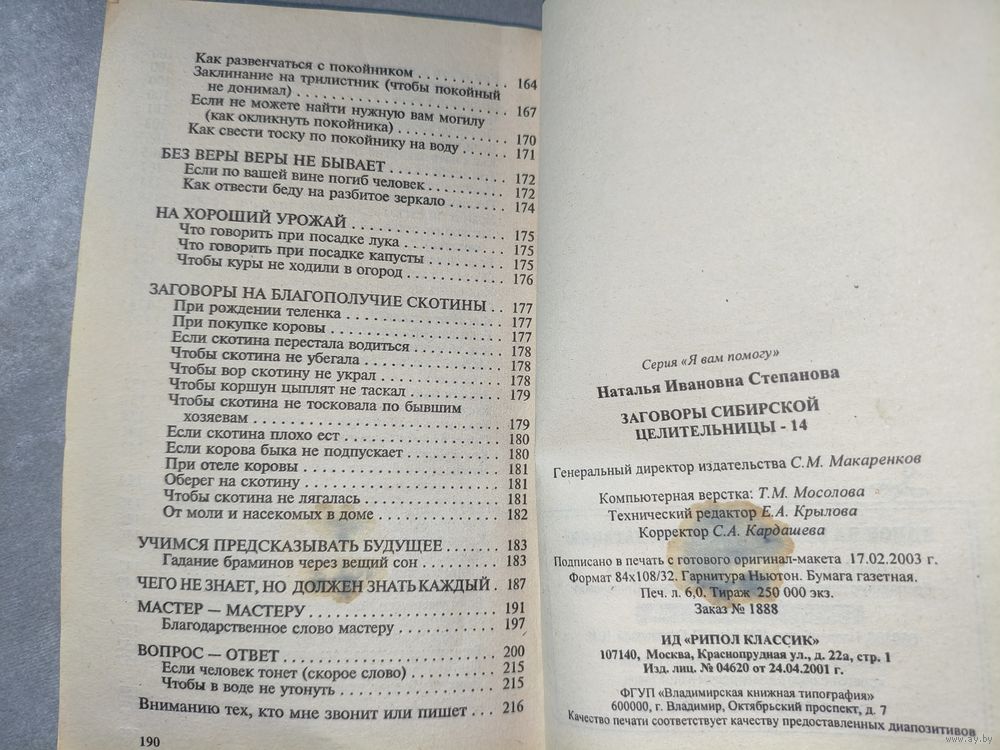 Как развенчаться с покойником . . . . . . . . . . 164
Заклинание на трилистник (чтобы покойный
не донимал) . . . . . . . . . . . . . . . . . . . . . . . . 167
Если не можете найти нужную вам могилу
(как окликнуть покойника) . . . . . . . . . . . . 170
Как свести тоску по покойнику на воду . . . . . . 171
БЕЗ ВЕРЫ ВЕРЫ НЕ БЫВАЕТ . . . . . . . . . . . . 172
Если по вашей вине погиб человек . . . . . . . . . 172
Как отвести беду на разбитое зеркало . . . . . . . 174
НА ХОРОШИЙ УРОЖАЙ . . . . . . . . . . . . . . . 175
Что говорить при посадке лука . . . . . . . . . . . 175
Что говорить при посадке капусты . . . . . . . . 175
Чтобы куры не ходили в огород . . . . . . . . . . . 176
ЗАГОВОРЫ НА БЛАГОПОЛУЧИЕ СКОТИНЫ . . 177
При рождении теленка . . . . . . . . . . . . . . . . 177
При покупке коровы . . . . . . . . . . . . . . . . . . 177
Если скотина перестала водиться . . . . . . . . . . 178
Чтобы скотина не убегала . . . . . . . . . . . . . . . 178
Чтобы вор скотину не украл . . . . . . . . . . . . . 178
Чтобы коршун цыплят не таскал . . . . . . . . . . 179
Чтобы скотина не тосковала по бывшим
хозяевам . . . . . . . . . . . . . . . . . . . . . . . . . . 179
Если скотина плохо ест . . . . . . . . . . . . . . . . . 180
Если корова быка не подпускает . . . . . . . . . . 180
При отеле коровы . . . . . . . . . . . . . . . . . . . . 181
Оберег на скотину . . . . . . . . . . . . . . . . . . . . 181
Чтобы скотина не лягалась . . . . . . . . . . . . . . 181
От моли и насекомых в доме . . . . . . . . . . . . . 182
УЧИМСЯ ПРЕДСКАЗЫВАТЬ БУДУЩЕЕ . . . . . . . 183
Гадание браминов через вещий сон . . . . . . . . 183
ЧЕГО НЕ ЗНАЕТ, НО ДОЛЖЕН ЗНАТЬ КАЖДЫЙ . 187
МАСТЕР — МАСТЕРУ . . . . . . . . . . . . . . . . . . 191
Благодарственное слово мастеру . . . . . . . . . . 197
ВОПРОС — ОТВЕТ . . . . . . . . . . . . . . . . . . . . 200
Если человек тонет (скорое слово) . . . . . . . . . 215
Чтобы в воде не утонуть . . . . . . . . . . . . . . . . 215
Вниманию тех, кто мне звонит или пишет . . . 216
190
Серия «Я вам помогу»
Наталья Ивановна Степанова
ЗАГОВОРЫ СИБИРСКОЙ
ЦЕЛИТЕЛЬНИЦЫ - 14
Генеральный директор издательства С.М. Макаренков
Компьютерная верстка: Т.М. Мосолова
Технический редактор Е.А. Крылова
Корректор С.А. Кардашева
Подписано в печать с готового оригинал-макета 17.02.2003 г.
Формат 84х108/32. Гарнитура Ньютон. Бумага газетная.
Печ. л. 6,0. Тираж 250 000 экз.
Заказ № 1888
ИД «РИПОЛ КЛАССИК»
107140, Москва, Краснопрудная ул., д. 22а, стр. 1
Изд. лиц. № 04620 от 24.04.2001 г.
ФГУП «Владимирская книжная типография»
600000, г. Владимир, Октябрьский проспект, д. 7
Качество печати соответствует качеству предоставленных диапозитивов
www.ay.by